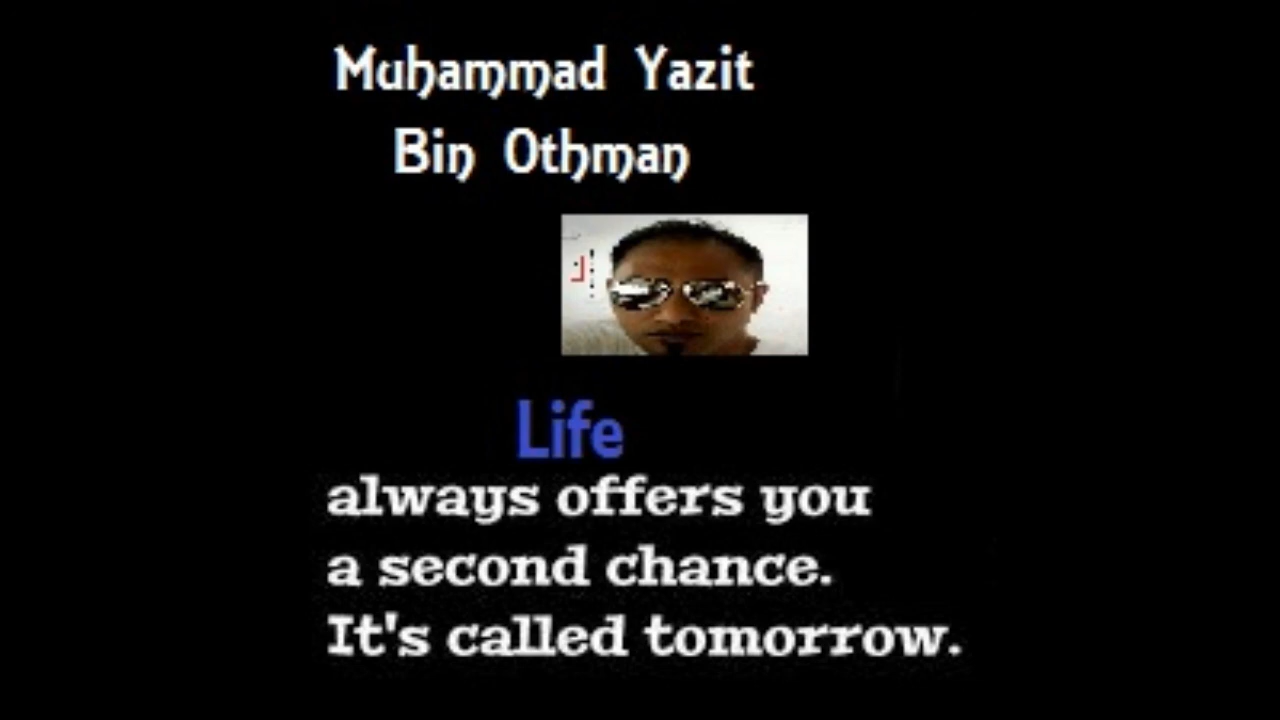 Muhammad Yazit
Bin Othman
Life
always offers you
a second chance.
It's called tomorrow.